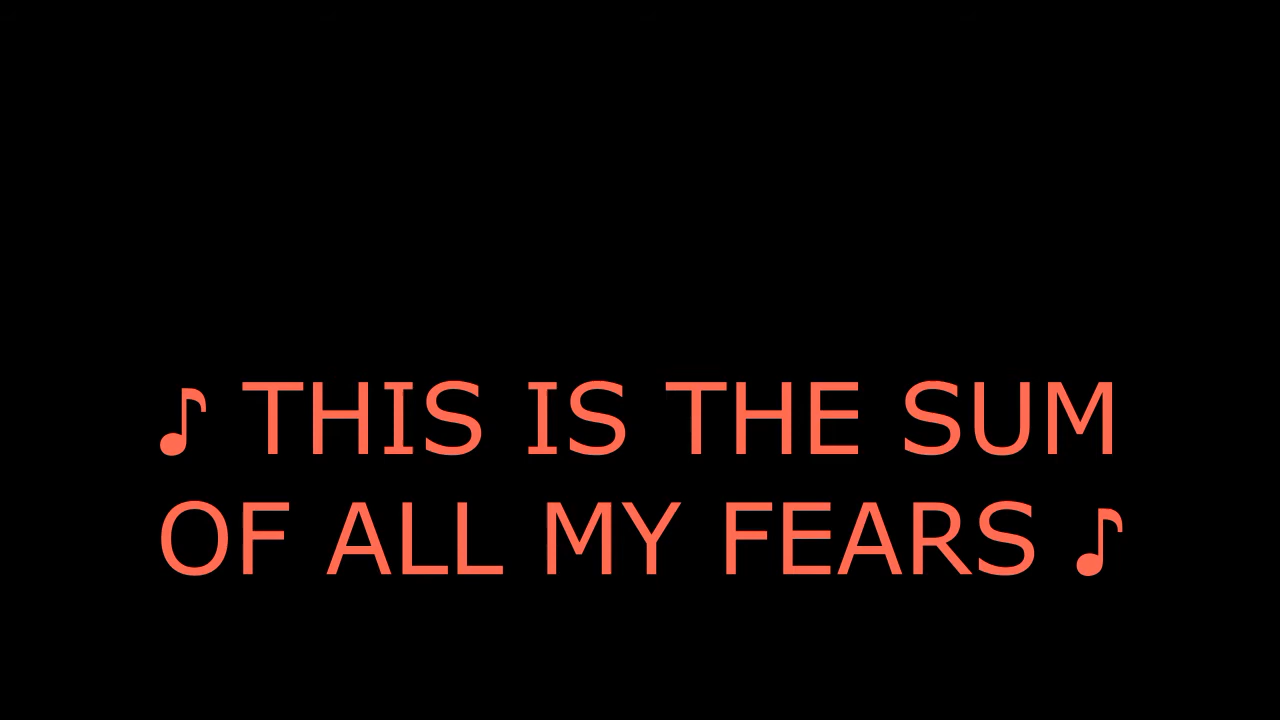 ♪ THIS IS THE SUM
OF ALL MY FEARS ♪